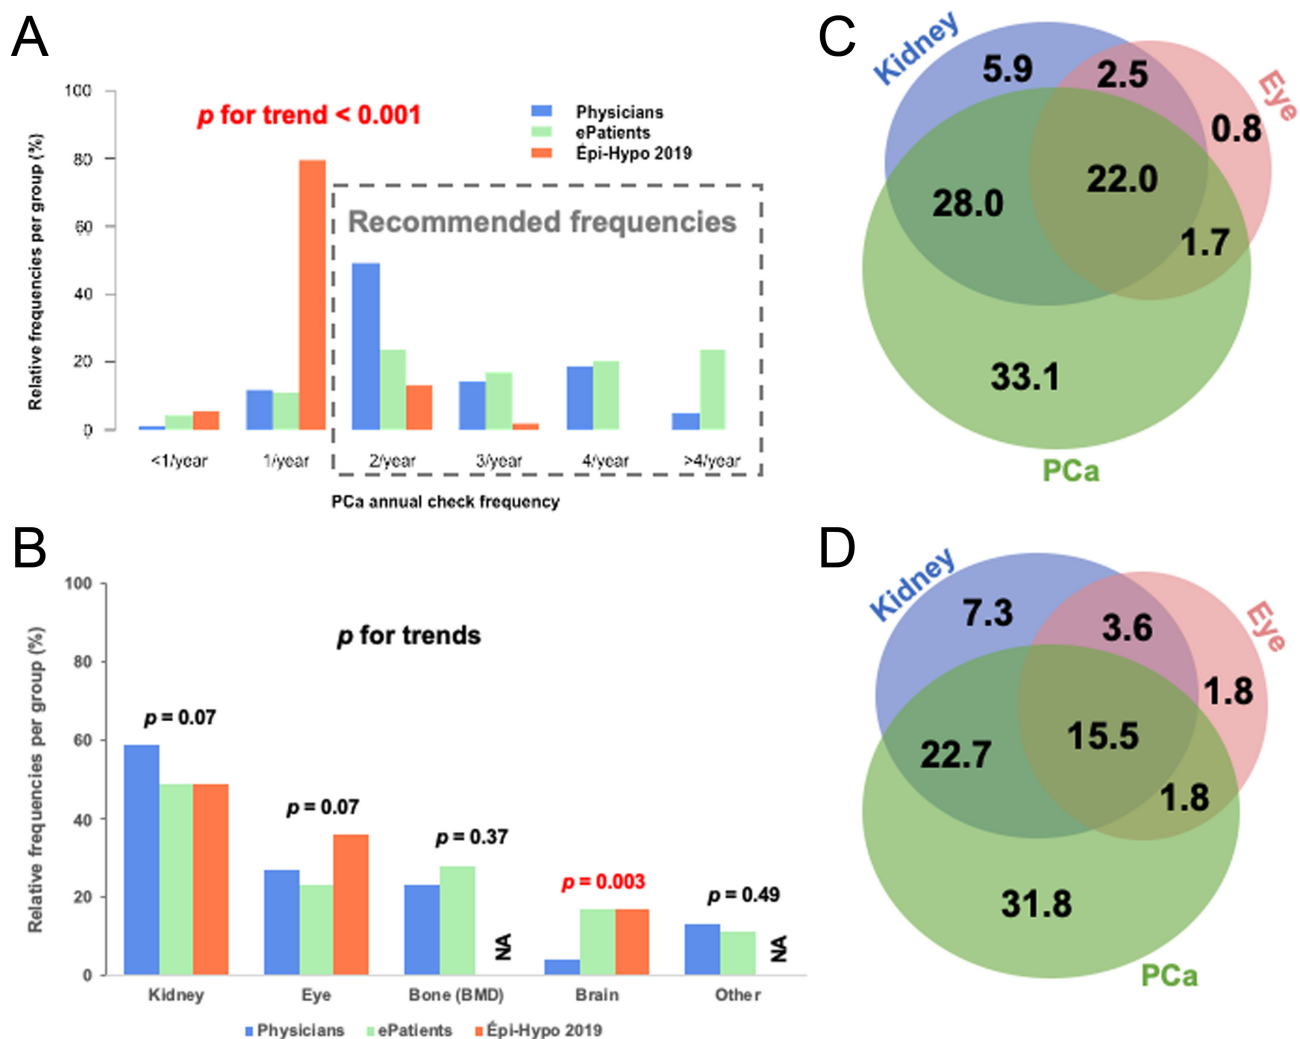 A
p for trend < 0.001
Physicians
ePatients
Épi-Hypo 2019
Recommended frequencies
Relative frequencies per group (%)
100
80
60
40
20
0
<1/year 1/year 2/year 3/year 4/year >4/year
PCa annual check frequency
B
p for trends
Relative frequencies per group (%)
100
80
60
40
20
0
p = 0.07
p = 0.07
p = 0.37
p = 0.003
p = 0.49
NA
NA
Kidney Eye Bone (BMD) Brain Other
Physicians ePatients Épi-Hypo 2019
C
Kidney
Eye
5.9
2.5
0.8
22.0
28.0
1.7
33.1
PCa
D
Kidney
Eye
7.3
3.6
1.8
15.5
22.7
1.8
31.8
PCa